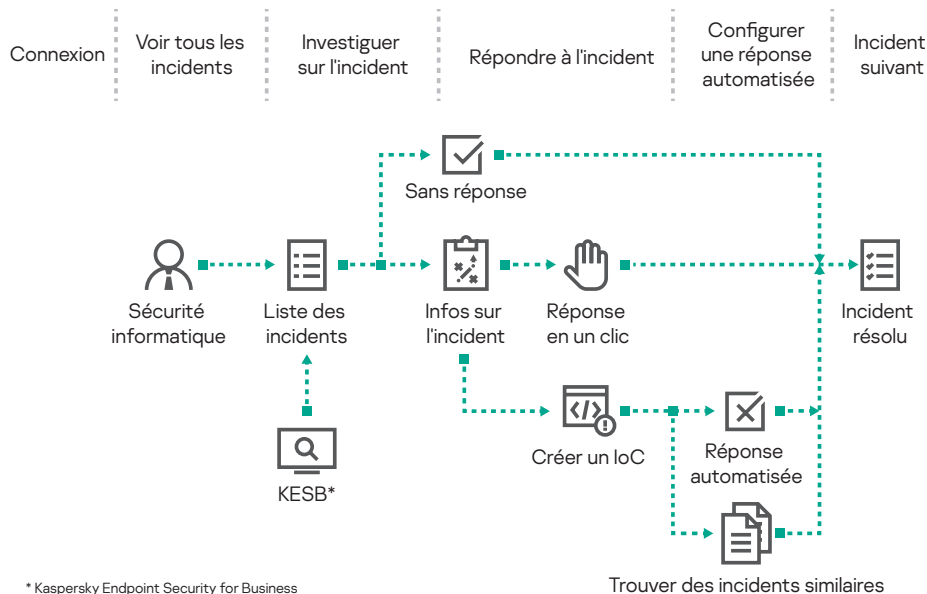 Connexion
Voir tous les
incidents
Investiguer
sur l'incident
Répondre à l'incident
Configurer
une réponse
automatisée
Incident
suivant
Sans réponse
Sécurité
informatique
Liste des
incidents
Infos sur
l'incident
Réponse
en un clic
Incident
résolu
KESB*
Créer un IoC
Réponse
automatisée
Trouver des incidents similaires
* Kaspersky Endpoint Security for Business